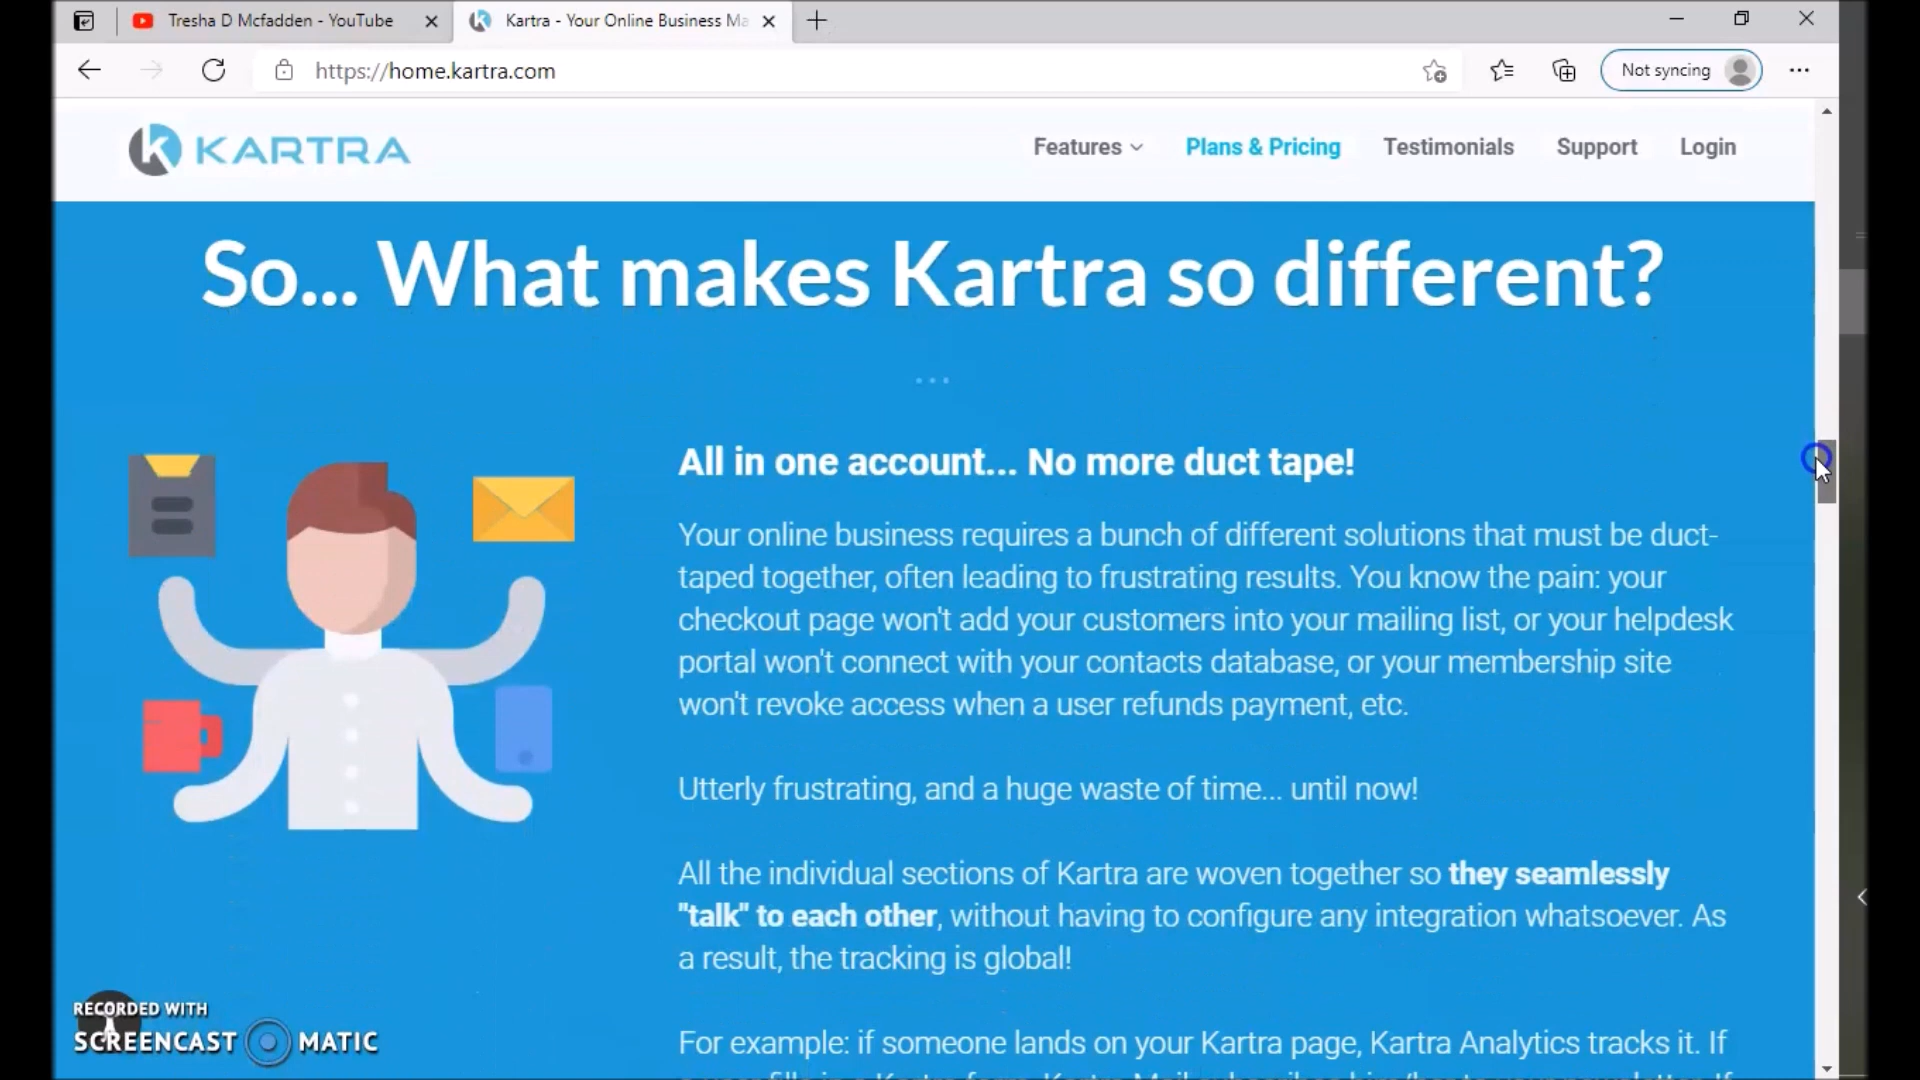 Tresha D Mcfadden - YouTube
Kartra - Your Online Business Ma
https://home.kartra.com
Not syncing
KARTRA
Features
Plans & Pricing
Testimonials
Support
Login
So... What makes Kartra so different?
All in one account... No more duct tape!
Your online business requires a bunch of different solutions that must be duct-
taped together, often leading to frustrating results. You know the pain: your
checkout page won't add your customers into your mailing list, or your helpdesk
portal won't connect with your contacts database, or your membership site
won't revoke access when a user refunds payment, etc.
Utterly frustrating, and a huge waste of time... until now!
All the individual sections of Kartra are woven together so they seamlessly
"talk" to each other, without having to configure any integration whatsoever. As
a result, the tracking is global!
For example: if someone lands on your Kartra page, Kartra Analytics tracks it. If
RECORDED WITH
SCREENCAST MATIC